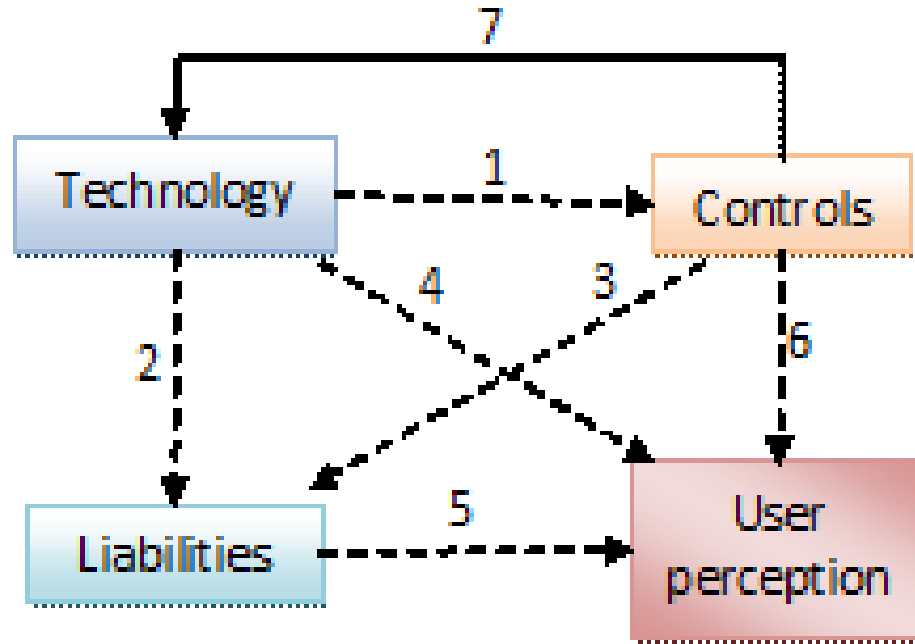 7
Technology
1
Controls
4
3
2
6
5
Liabilities
User
perception